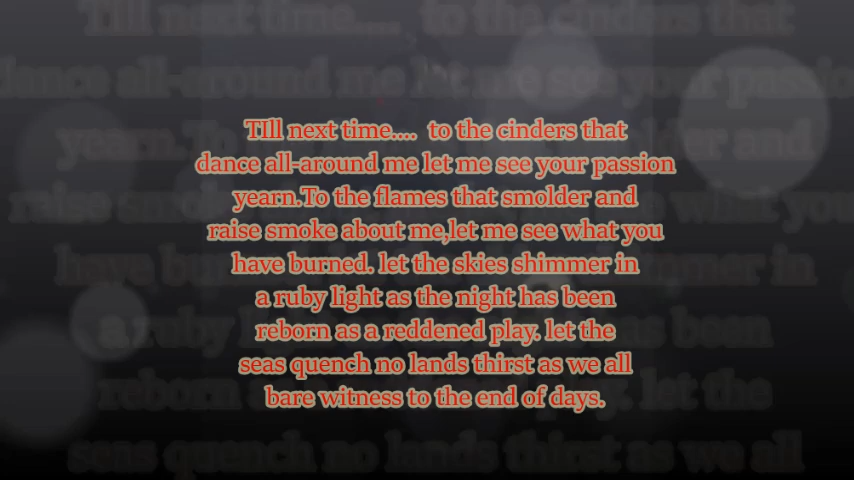 TIll next time.... to the cinders that
dance all-around me let me see your passion
yearn.To the flames that smolder and
raise smoke about me,let me see what you
have burned. let the skies shimmer in
a ruby light as the night has been
reborn as a reddened play. let the
seas quench no lands thirst as we all
bare witness to the end of days.